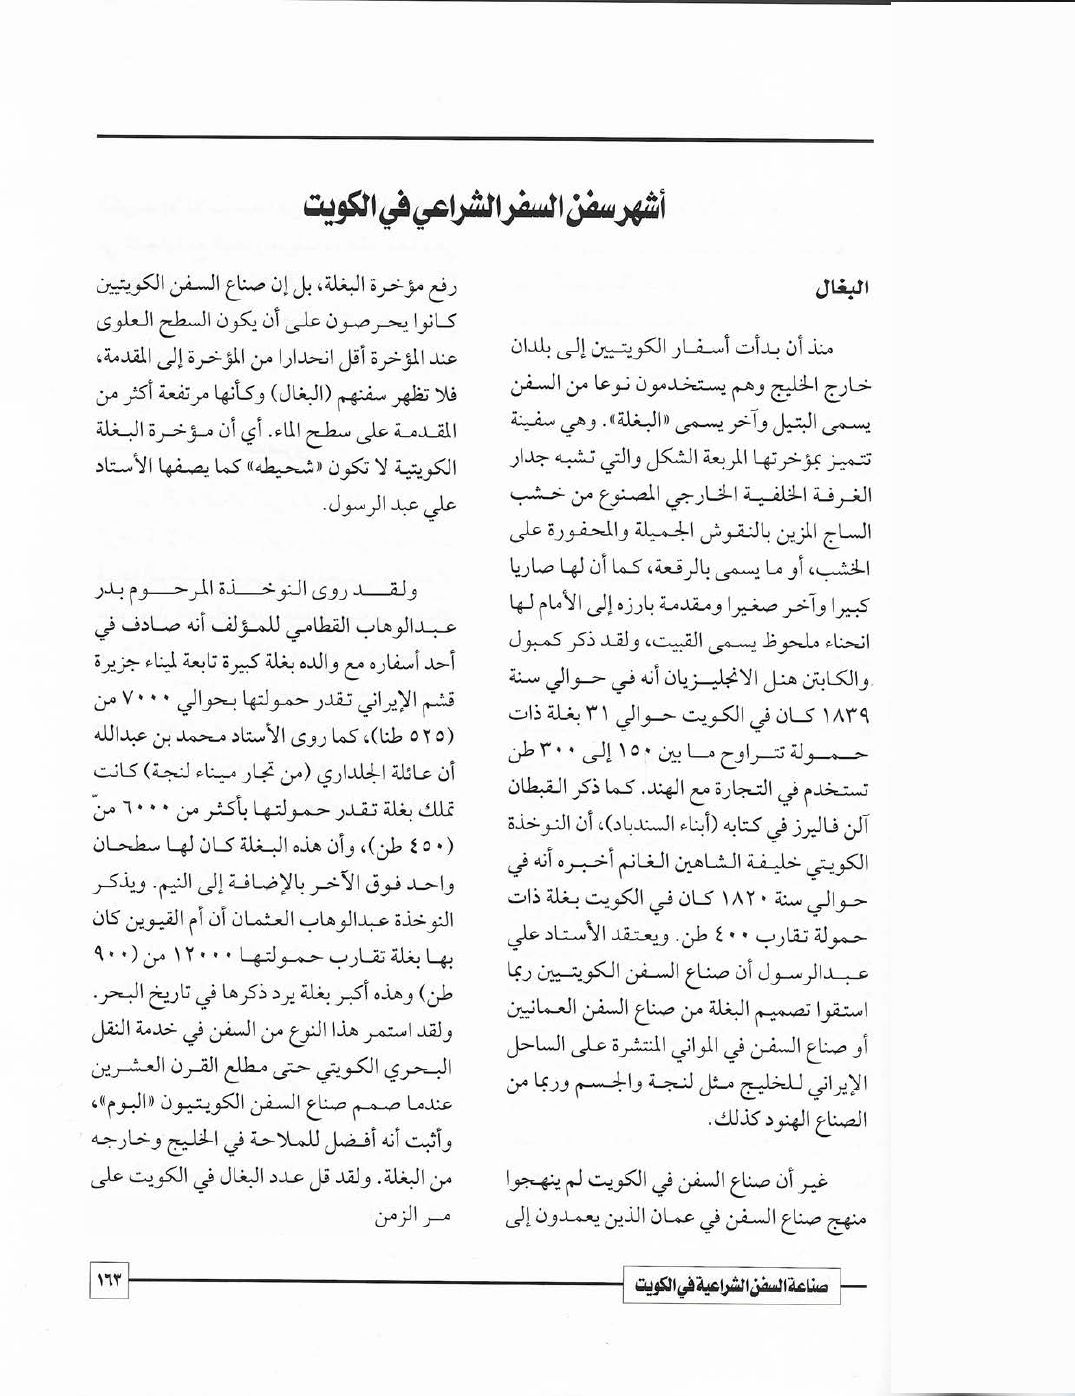 أشهر سفن السفر الشراعي في الكويت
البغال
منذ أن بدأت أسفار الكويتيين إلى بلدان
خارج الخليج وهم يستخدمون نوعا من السفن
يسمى البتيل وآخر يسمى «البغلة». وهي سفينة
تتميز بمؤخرتها المربعة الشكل والتي تشبه جدار
الغرفة الخلفية الخارجي المصنوع من خشب
الساج المزين بالنقوش الجميلة والمحفورة على
الخشب، أو ما يسمى بالرقعة، كما أن لها صاريا
كبيرا وآخر صغيرا ومقدمة بارزه إلى الأمام لها
انحناء ملحوظ يسمى القبيت، ولقد ذكر كمبول
والكابتن هنل الانجليزيان أنه في حوالي سنة
١٨٣٩ كان في الكويت حوالي ٣١ بغلة ذات
حمولة تتراوح ما بين ١٥٠ إلى ٣٠٠ طن
تستخدم في التجارة مع الهند. كما ذكر القبطان
آلن فاليرز في كتابه (أبناء السندباد)، أن النوخذة
الكويتي خليفة الشاهين الغانم أخبره أنه في
حوالي سنة ١٨٢٠ كان في الكويت بغلة ذات
حمولة تقارب ٤٠٠ طن. ويعتقد الأستاد علي
عبدالرسول أن صناع السفن الكويتيين ربما
استقوا تصميم البغلة من صناع السفن العمانيين
أو صناع السفن في المواني المنتشرة على الساحل
الإيراني للخليج مثل لنجة والجسم وربما من
الصناع الهنود كذلك.
غير أن صناع السفن في الكويت لم ينهجوا
منهج صناع السفن في عمان الذين يعمدون إلى
رفع مؤخرة البغلة، بل إن صناع السفن الكويتيين
كانوا يحرصون على أن يكون السطح العلوى
عند المؤخرة أقل انحدارا من المؤخرة إلى المقدمة،
فلا تظهر سفنهم (البغال) وكأنها مرتفعة أكثر من
المقدمة على سطح الماء. أي أن مؤخرة البغلة
الكويتية لا تكون «شحيطه» كما يصفها الأستاد
علي عبد الرسول.
ولقد روى النوخذة المرحوم بدر
عبدالوهاب القطامي للمؤلف أنه صادف في
أحد أسفاره مع والده بغلة كبيرة تابعة لميناء جزيرة
قشم الإيراني تقدر حمولتها بحوالي ٧٠٠٠ من
(٥٢٥ طنا)، كما روى الأستاد محمد بن عبدالله
أن عائلة الجلداري (من تجار ميناء لنجة) كانت
تملك بغلة تقدر حمولتها بأكثر من ٦٠٠٠ منّ
(٤٥٠ طن)، وأن هذه البغلة كان لها سطحان
واحد فوق الآخر بالإضافة إلى النيم. ويذكر
النوخذة عبدالوهاب العثمان أن أم القيوين كان
بها بغلة تقارب حمولتها ١٢٠٠٠ من (٩٠٠
طن) وهذه أكبر بغلة يرد ذكرها في تاريخ البحر.
ولقد استمر هذا النوع من السفن في خدمة النقل
البحري الكويتي حتى مطلع القرن العشرين
عندما صمم صناع السفن الكويتيون «البوم»،
وأثبت أنه أفضل للملاحة في الخليج وخارجه
من البغلة. ولقد قل عدد البغال في الكويت على
مر الزمن
صناعة السفن الشراعية في الكويت
١٦٣